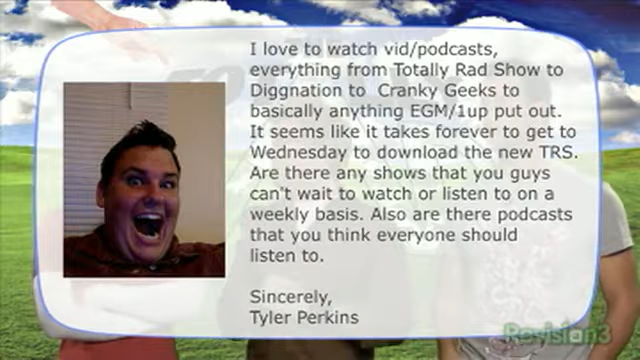 I love to watch vid/podcasts,
everything from Totally Rad Show to
Diggnation to  Cranky Geeks to
basically anything EGM/1up put out.
It seems like it takes forever to get to
Wednesday to download the new TRS.
Are there any shows that you guys
can't wait to watch or listen to on a
weekly basis. Also are there podcasts
that you think everyone should
listen to.
Sincerely,
Tyler Perkins
Revision3